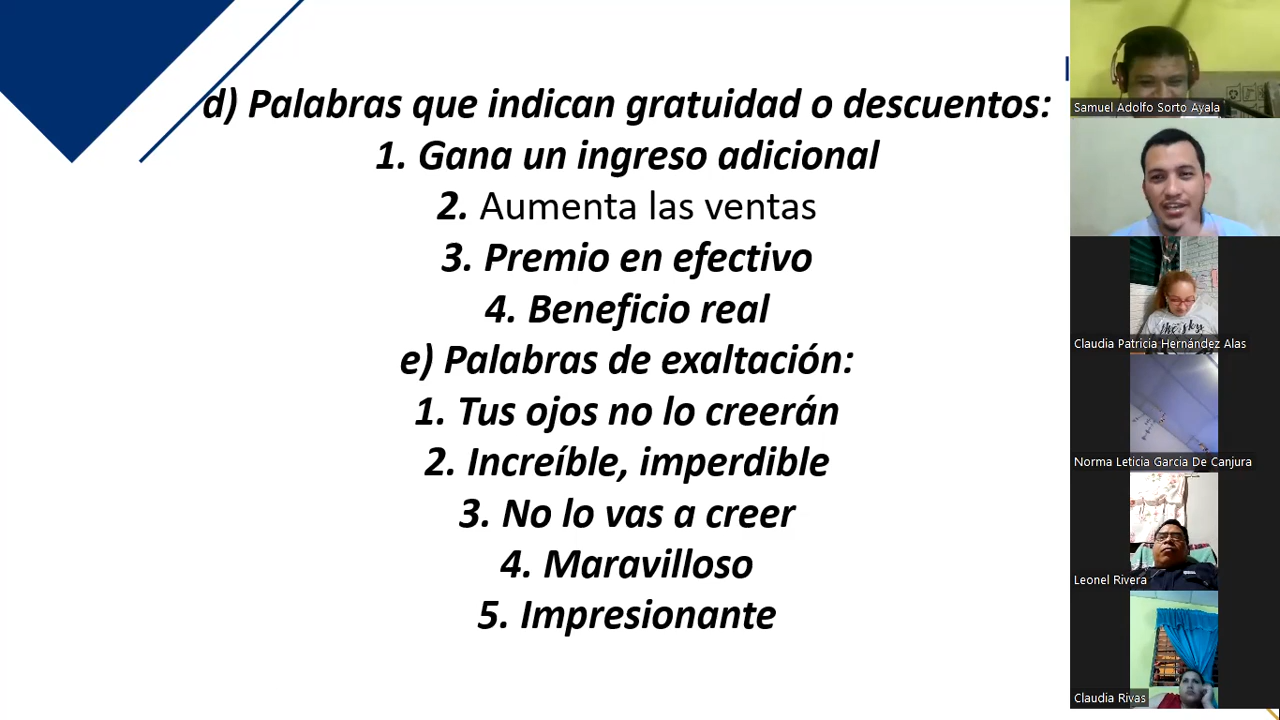 d) Palabras que indican gratuidad o descuentos:
1. Gana un ingreso adicional
2. Aumenta las ventas
3. Premio en efectivo
4. Beneficio real
e) Palabras de exaltación:
1. Tus ojos no lo creerán
2. Increíble, imperdible
3. No lo vas a creer
4. Maravilloso
5. Impresionante
Samuel Adolfo Sorto Ayala
the sky
Claudia Patricia Hernández Alas
Norma Leticia Garcia De Canjura
Leonel Rivera
Claudia Rivas